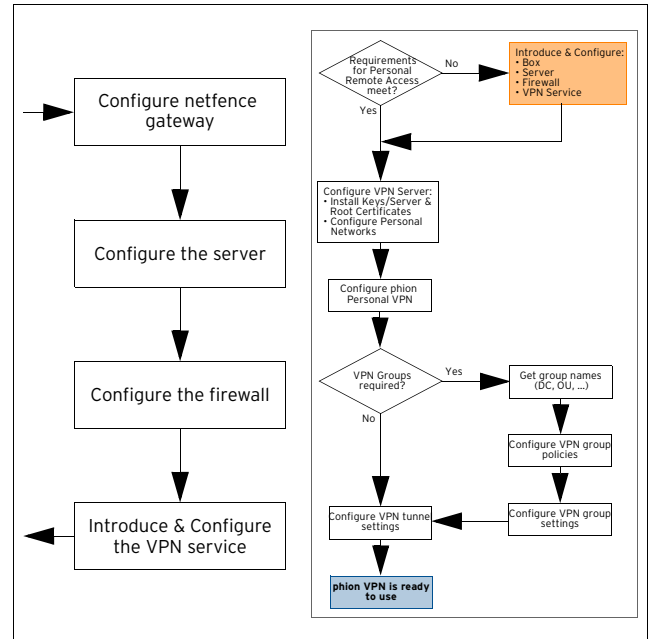 Configure netfence
gateway
Configure the server
Configure the firewall
Introduce & Configure
the VPN service
Requirements
for Personal
Remote Access
meet?
No
Yes
Introduce & Configure:
• Box
• Server
• Firewall
• VPN Service
Configure VPN Server:
• Install Keys/Server &
Root Certificates
• Configure Personal
Networks
Configure phion
Personal VPN
VPN Groups
required?
Yes
No
Get group names
(DC, OU, ...)
Configure VPN group
policies
Configure VPN group
settings
Configure VPN tunnel
settings
phion VPN is ready
to use